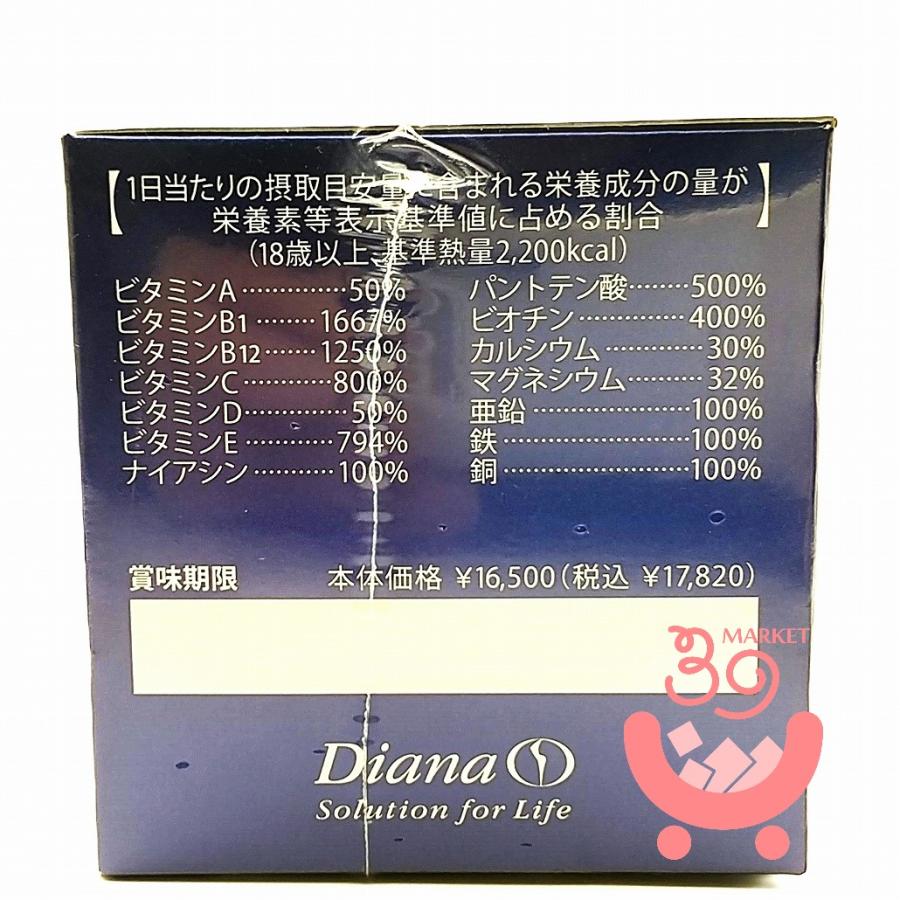 【1日当たりの摂取目安量に含まれる栄養成分の量が
栄養素等表示基準値に占める割合】
(18歳以上、基準熱量2,200kcal)
ビタミンA…………50%
ビタミンB1………1667%
ビタミンB12……1250%
ビタミンC…………800%
ビタミンD…………50%
ビタミンE…………794%
ナイアシン…………100%
パントテン酸………500%
ビオチン……………400%
カルシウム…………30%
マグネシウム………32%
亜鉛…………………100%
鉄……………………100%
銅……………………100%
賞味期限 本体価格 ¥16,500(税込 ¥17,820)
39 MARKET
Diana
Solution for Life